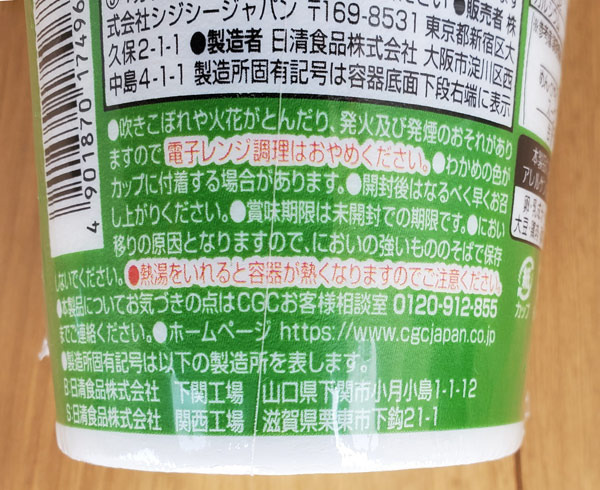 ●販売者 株
式会社シジシージャパン 〒169-8531 東京都新宿区大
久保2-1-1 ●製造者 日清食品株式会社 大阪市淀川区西
中島4-1-1 製造所固有記号は容器底面下段右端に表示
●吹きこぼれや火花がとんだり、発火及び発煙のおそれがあり
ますので電子レンジ調理はおやめください。●わかめの色が
カップに付着する場合があります。●開封後はなるべく早くお召
し上がりください。●賞味期限は未開封での期限です。●におい
移りの原因となりますので、においの強いもののそばで保存
しないでください。●熱湯をいれると容器が熱くなりますのでご注意ください。
●本製品についてお気づきの点はCGCお客様相談室 0120-912-855
までご連絡ください。●ホームページ https://www.cgcjapan.co.jp
●製造所固有記号は以下の製造所を表します。
B 日清食品株式会社 下関工場 山口県下関市小月小島1-1-12
S 日清食品株式会社 関西工場 滋賀県栗東市下鈎21-1
4 901870 17496
アレル
大豆
カップ